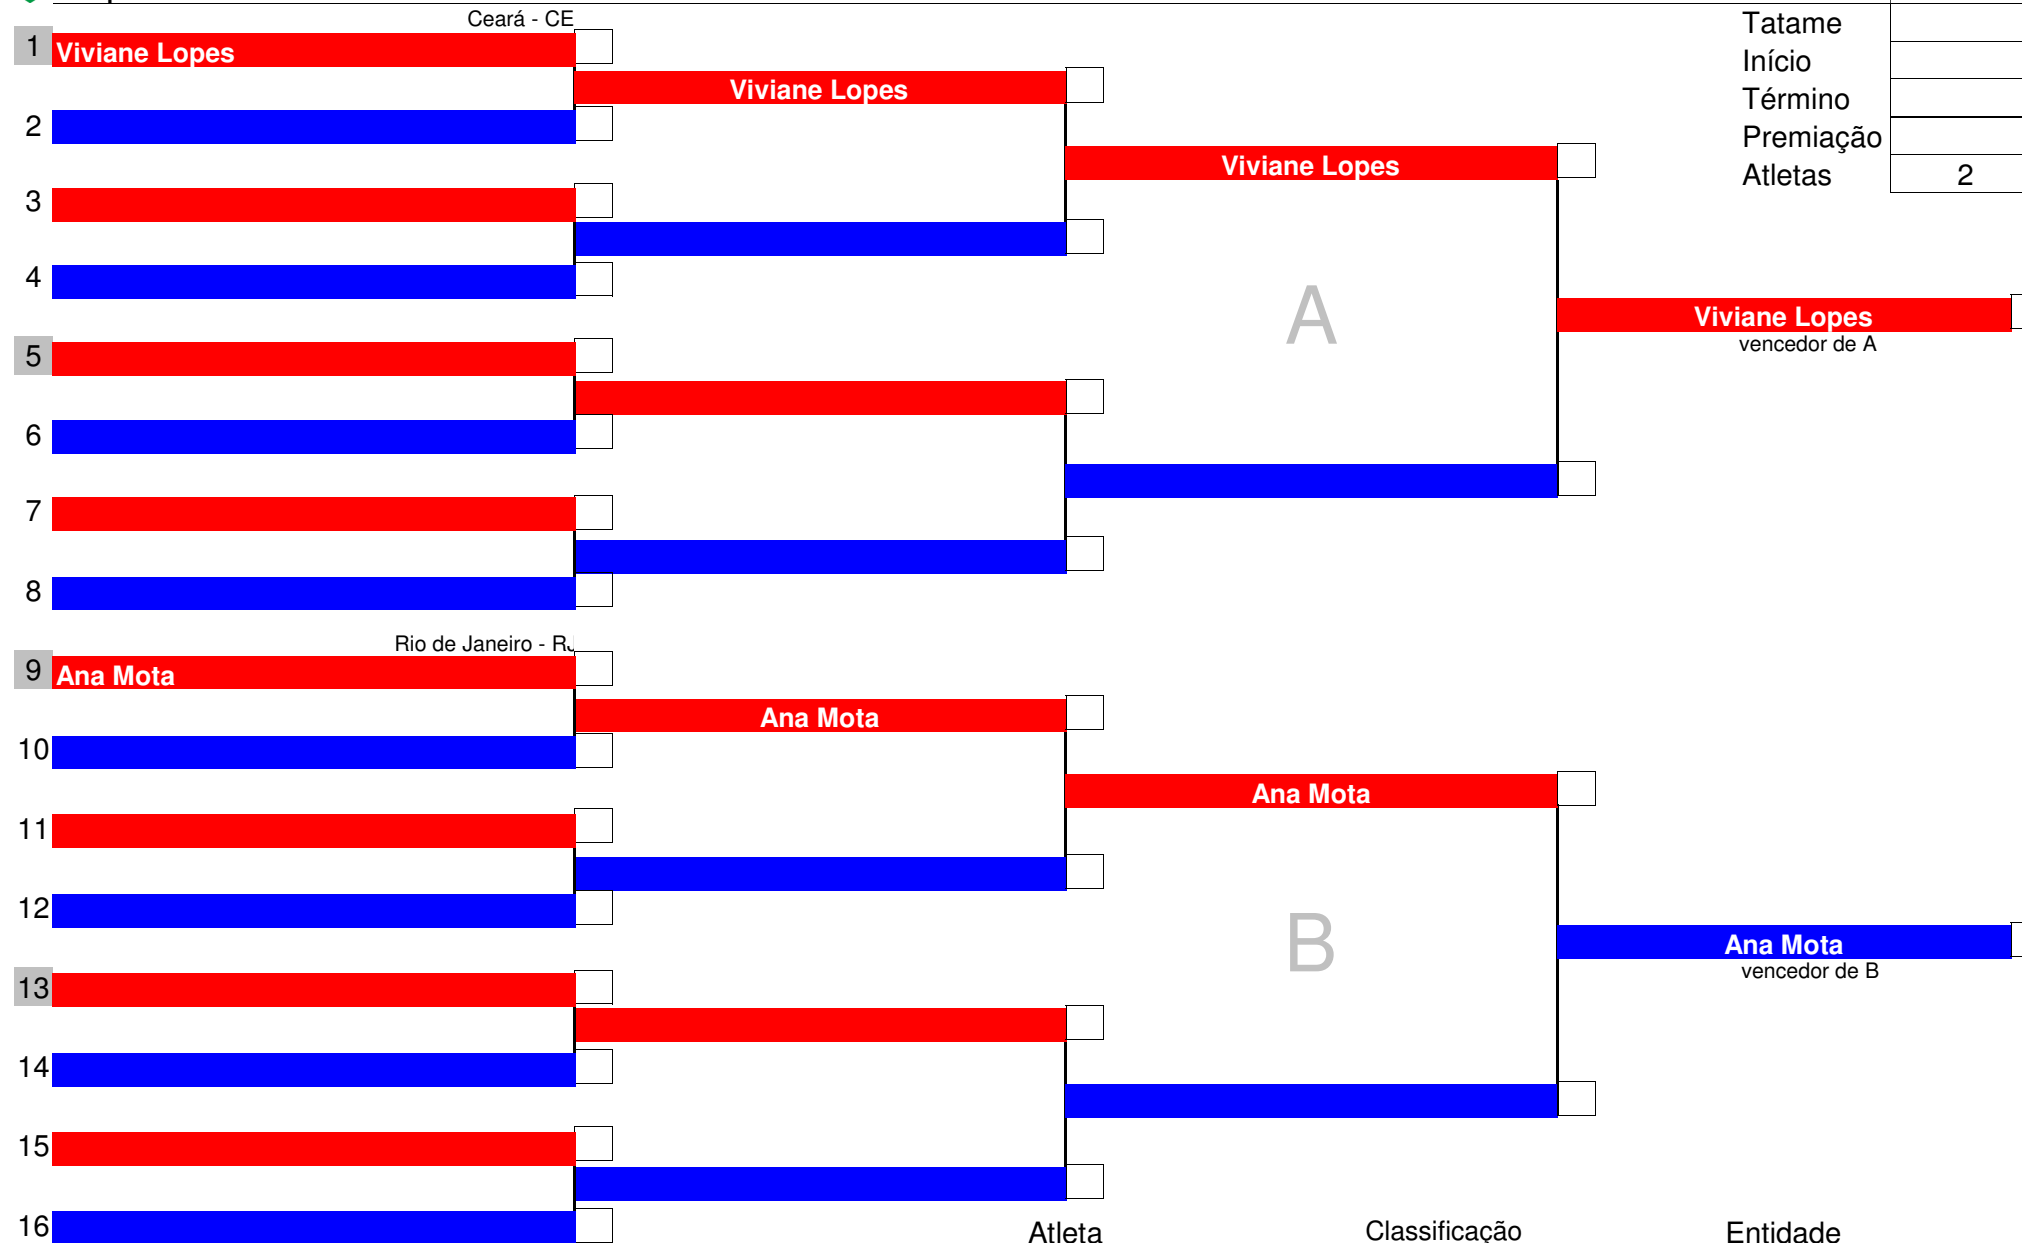 Ceará - CE
1 Viviane Lopes
Viviane Lopes
2
Viviane Lopes
3
4
Viviane Lopes
vencedor de A
A
5
6
7
8
Rio de Janeiro - RJ
9 Ana Mota
Ana Mota
10
Ana Mota
11
12
Ana Mota
vencedor de B
B
13
14
15
16
Tatame
Início
Término
Premiação
Atletas 2
Atleta Classificação Entidade